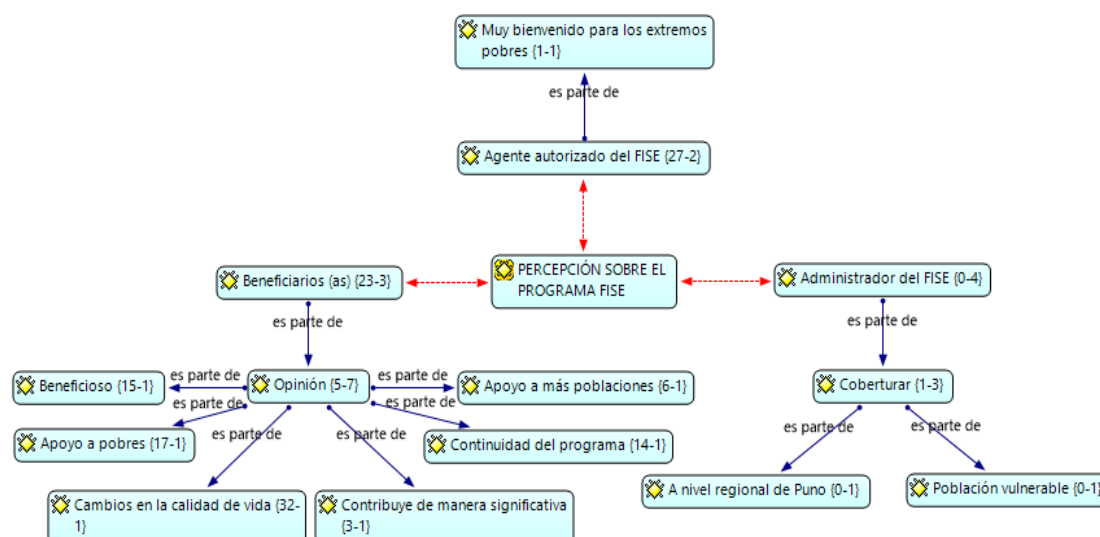 Muy bienvenido para los extremos
pobres {1-1}
es parte de
Agente autorizado del FISE {27-2}
Beneficiarios (as) {23-3}
PERCEPCIÓN SOBRE EL
PROGRAMA FISE
Administrador del FISE {0-4}
es parte de
es parte de
Beneficioso {15-1}
es parte de
Opinión {5-7}
es parte de
Apoyo a más poblaciones {6-1}
Coberturar {1-3}
es parte de
es parte de
Apoyo a pobres {17-1}
es parte de
es parte de
Continuidad del programa {14-1}
es parte de
es parte de
Cambios en la calidad de vida {32-
1}
Contribuye de manera significativa
{3-1}
A nivel regional de Puno {0-1}
Población vulnerable {0-1}